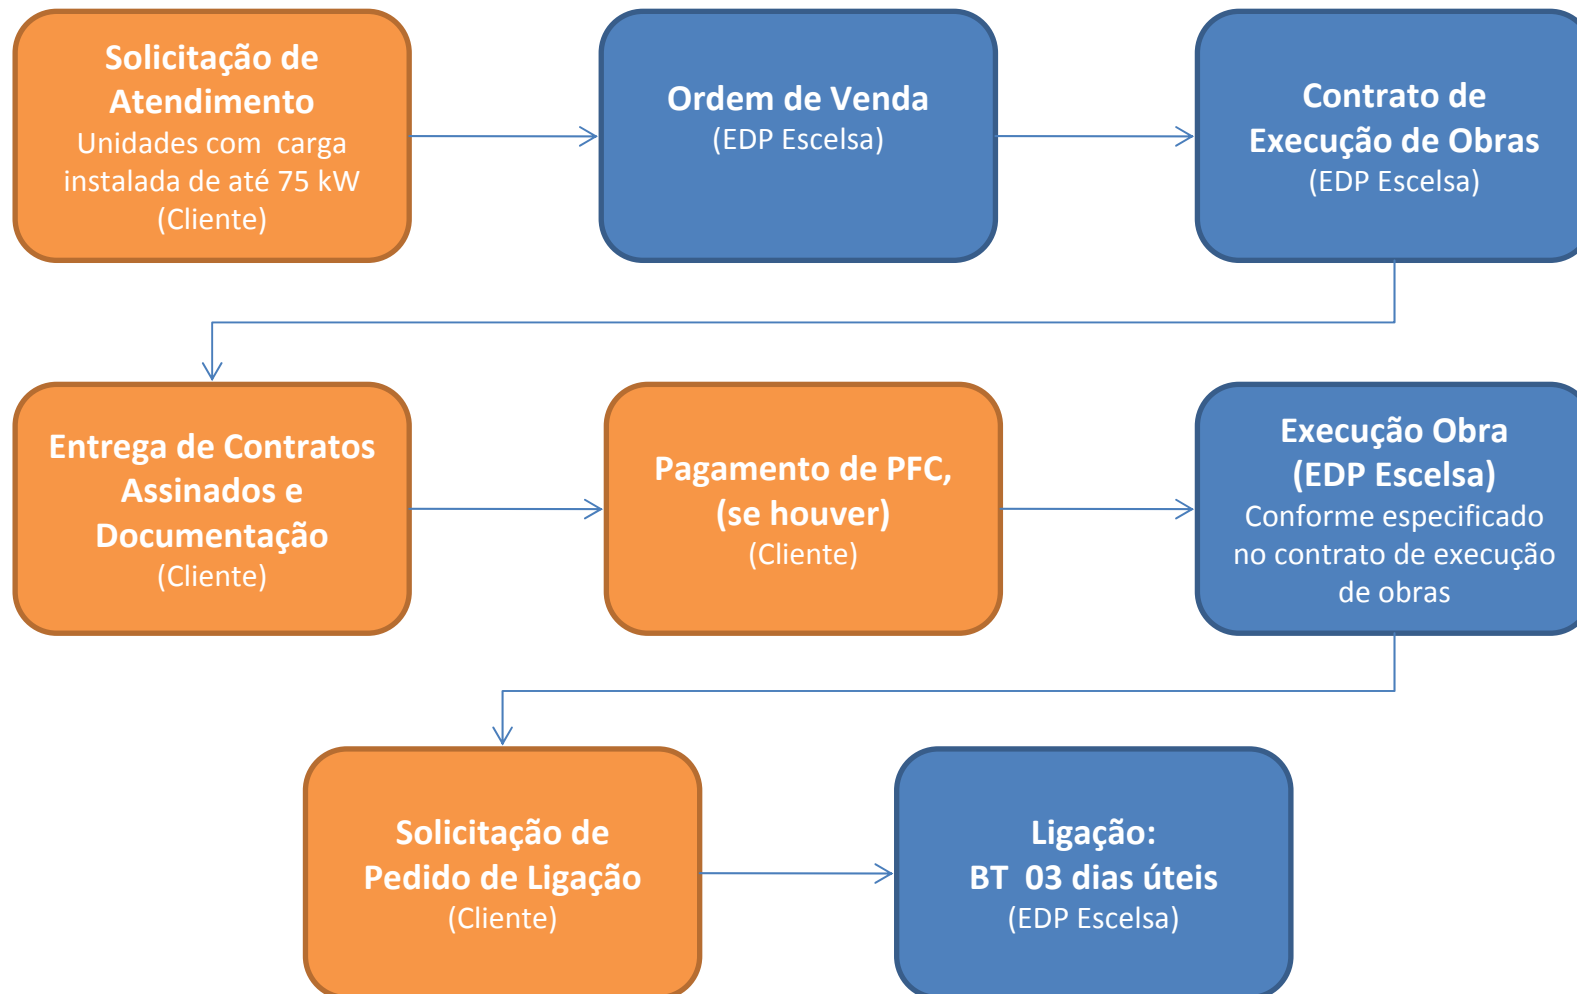 Solicitação de
Atendimento
Unidades com carga
instalada de até 75 kW
(Cliente)
Ordem de Venda
(EDP Escelsa)
Contrato de
Execução de Obras
(EDP Escelsa)
Entrega de Contratos
Assinados e
Documentação
(Cliente)
Pagamento de PFC,
(se houver)
(Cliente)
Execução Obra
(EDP Escelsa)
Conforme especificado
no contrato de execução
de obras
Solicitação de
Pedido de Ligação
(Cliente)
Ligação:
BT 03 dias úteis
(EDP Escelsa)